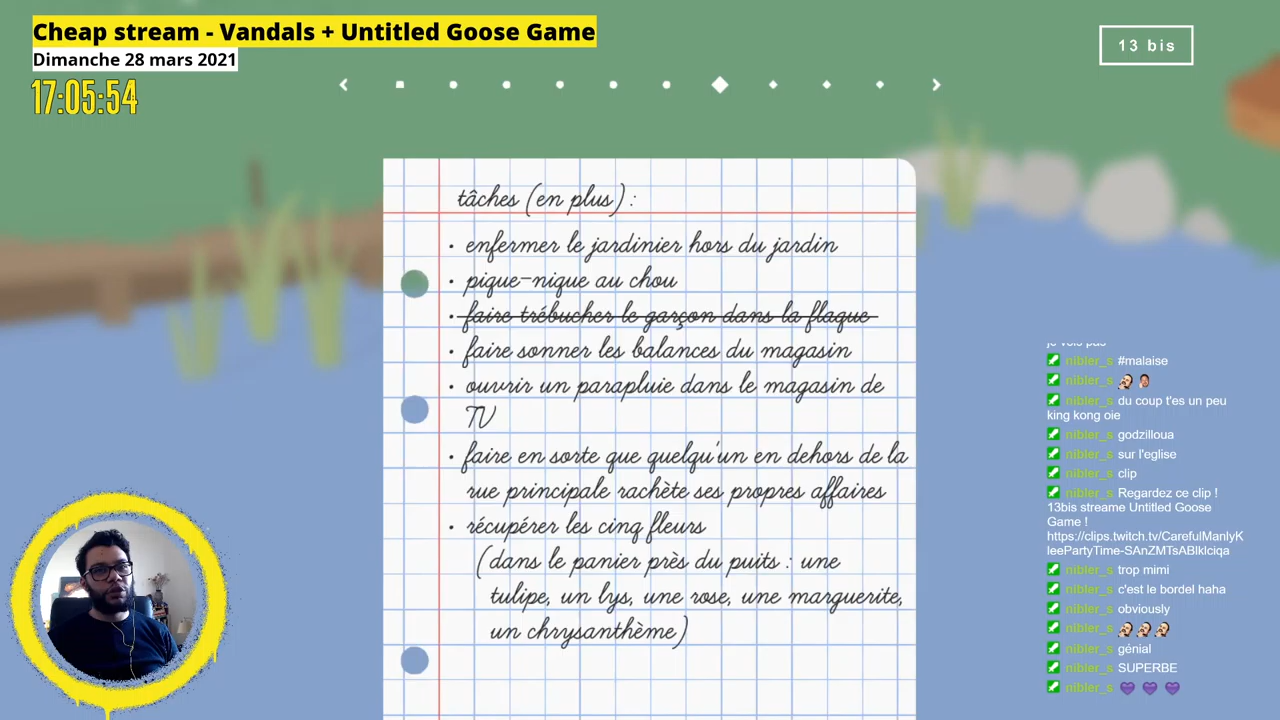 Cheap stream - Vandals + Untitled Goose Game
Dimanche 28 mars 2021
17:05:54
13 bis
tâches (en plus) :
• enfermer le jardinier hors du jardin
• pique-nique au chou
• faire trébucher le garçon dans la flaque
• faire sonner les balances du magasin
• ouvrir un parapluie dans le magasin de
TV
• faire en sorte que quelqu'un en dehors de la
rue principale rachète ses propres affaires
• récupérer les cinq fleurs
(dans le panier près du puits : une
tulipe, un lys, une rose, une marguerite,
un chrysanthème)
je vois pas
nibler_s #malaise
nibler_s
nibler_s du coup t'es un peu
king kong oie
nibler_s godzilloua
nibler_s sur l'eglise
nibler_s clip
nibler_s Regardez ce clip !
13bis streame Untitled Goose
Game !
https://clips.twitch.tv/CarefulManlyK
leePartyTime-SAnZMTsABlklciqa
nibler_s trop mimi
nibler_s c'est le bordel haha
nibler_s obviously
nibler_s
nibler_s génial
nibler_s SUPERBE
nibler_s